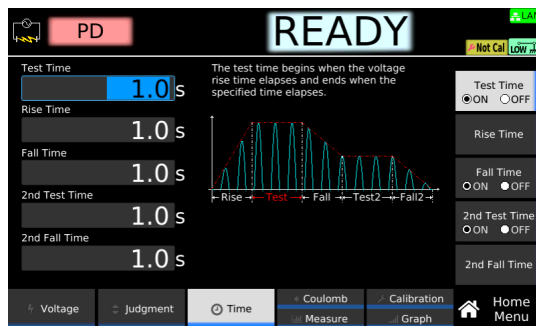 PD
READY
LAN
Not Cal
LOW
Test Time
1.0 s
Rise Time
1.0 s
Fall Time
1.0 s
2nd Test Time
1.0 s
2nd Fall Time
1.0 s
The test time begins when the voltage
rise time elapses and ends when the
specified time elapses.
Rise
Test
Fall
Test2
Fall2
Test Time
ON OFF
Rise Time
Fall Time
ON OFF
2nd Test Time
ON OFF
2nd Fall Time
Voltage
Judgment
Time
Coulomb
Measure
Calibration
Graph
Home
Menu